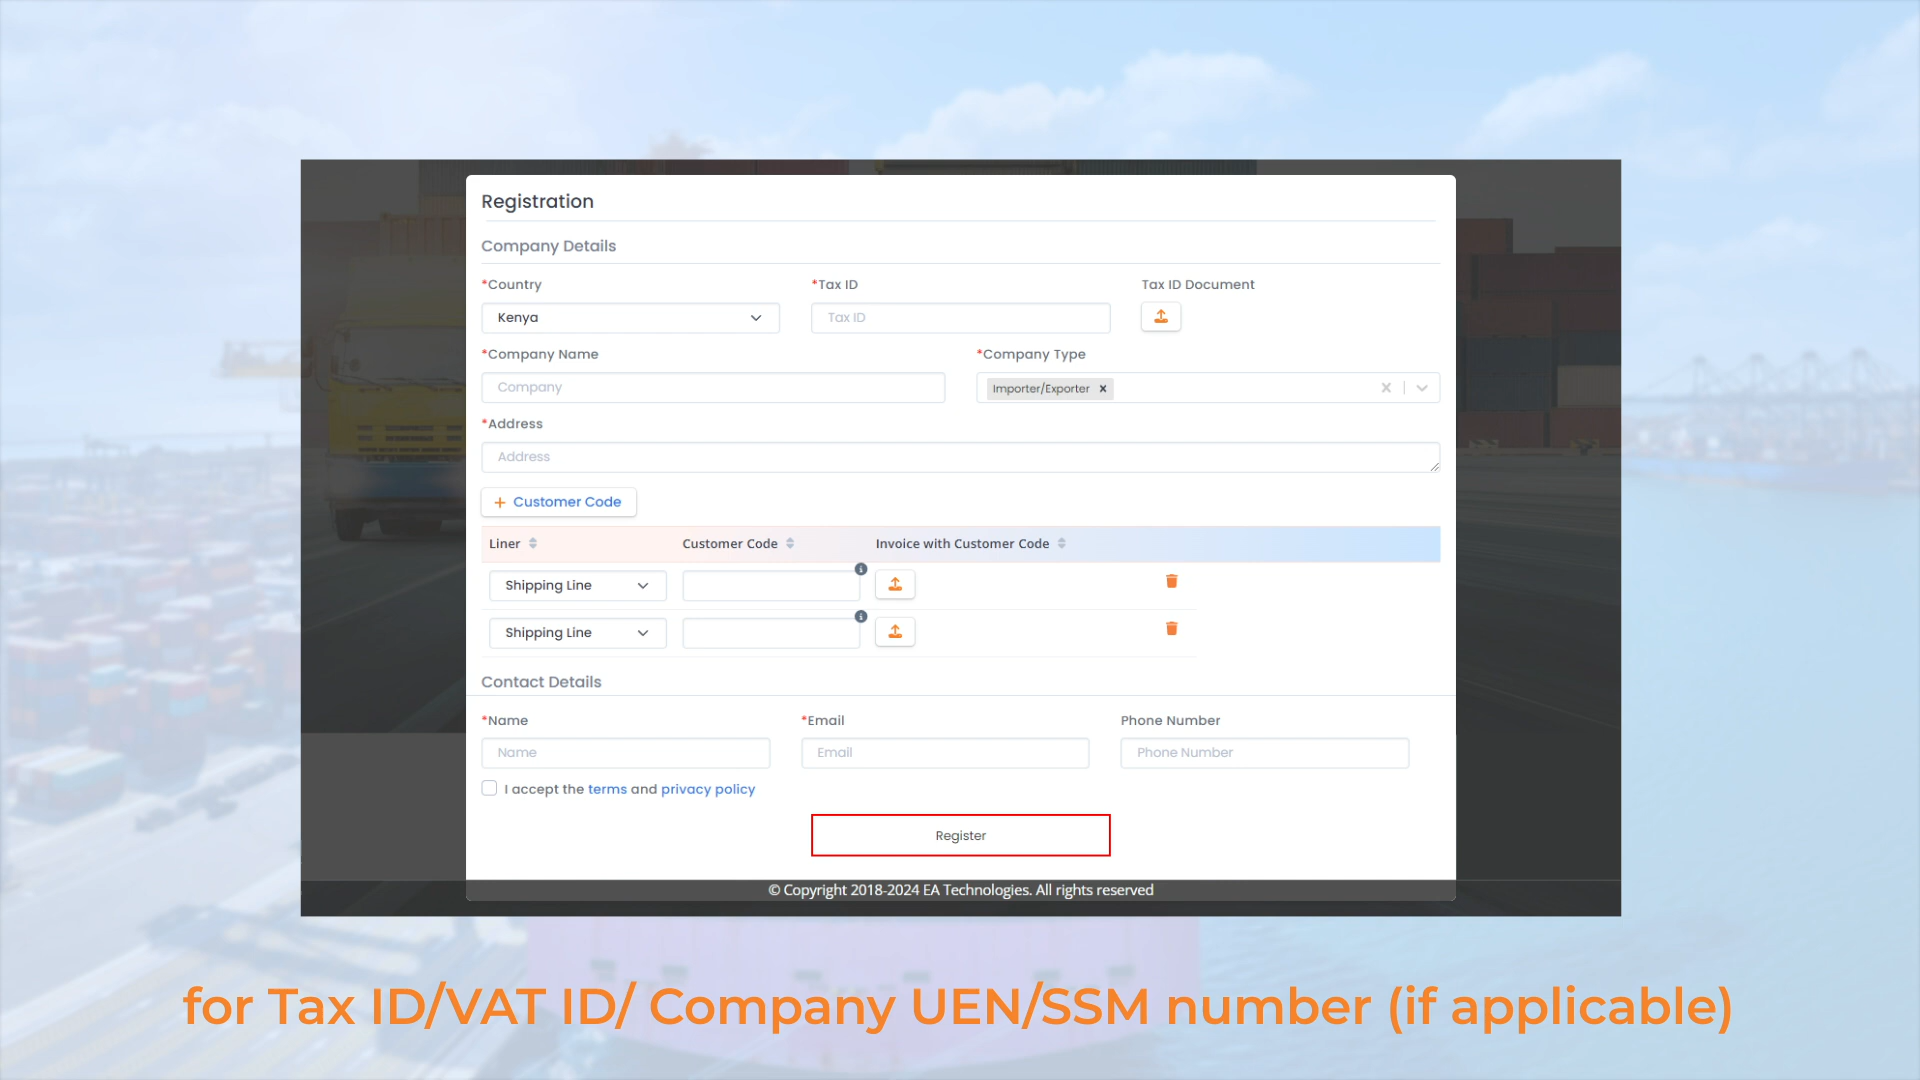 Registration
Company Details
*Country
*Tax ID
Tax ID Document
Kenya
Tax ID
*Company Name
*Company Type
Company
Importer/Exporter
*Address
Address
+ Customer Code
Liner
Customer Code
Invoice with Customer Code
Shipping Line
Shipping Line
Contact Details
*Name
*Email
Phone Number
Name
Email
Phone Number
I accept the terms and privacy policy
Register
© Copyright 2018-2024 EA Technologies. All rights reserved
for Tax ID/VAT ID/ Company UEN/SSM number (if applicable)